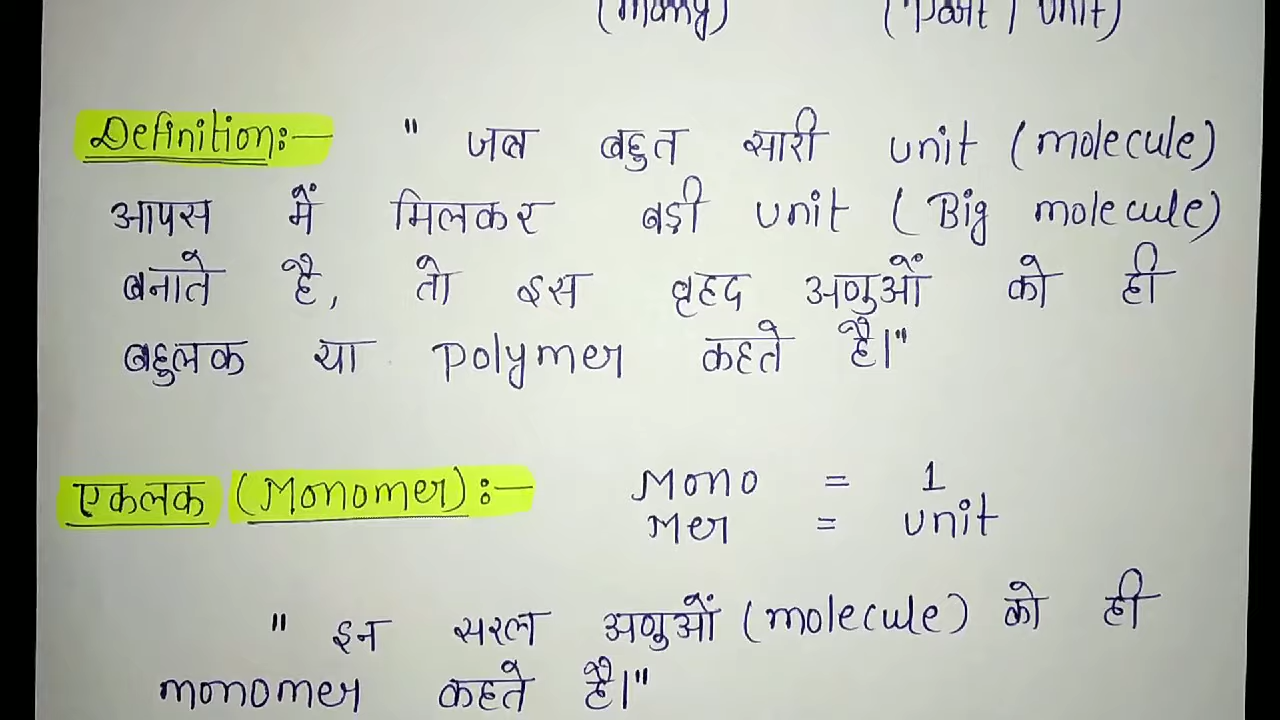 (many) (Part / unit)
Definition:— " जब बहुत सारी unit (molecule)
आपस में मिलकर बड़ी unit (Big molecule)
बनाते है, तो इस वृहद अणुओं को ही
बहुलक या polymer कहते है।"
एकलक (Monomer):— Mono = 1
Mer = unit
" इन सरल अणुओं (molecule) को ही
monomer कहते है।"